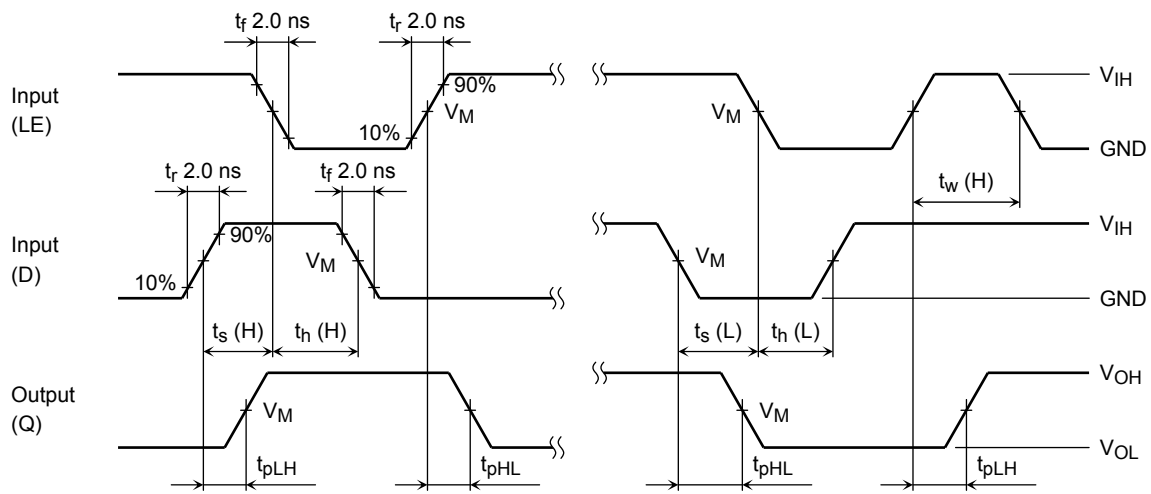 tf 2.0 ns
tr 2.0 ns
Input
(LE)
90%
VM
10%
VM
VIH
GND
tr 2.0 ns
tf 2.0 ns
tw (H)
Input
(D)
90%
VM
10%
VM
VIH
GND
ts (H)
th (H)
ts (L)
th (L)
Output
(Q)
VM
VM
VOH
VOL
tpLH
tpHL
tpHL
tpLH